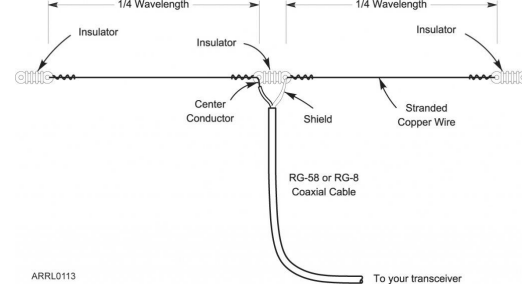 1/4 Wavelength
1/4 Wavelength
Insulator
Insulator
Insulator
Center
Conductor
Shield
Stranded
Copper Wire
RG-58 or RG-8
Coaxial Cable
ARRL0113
To your transceiver